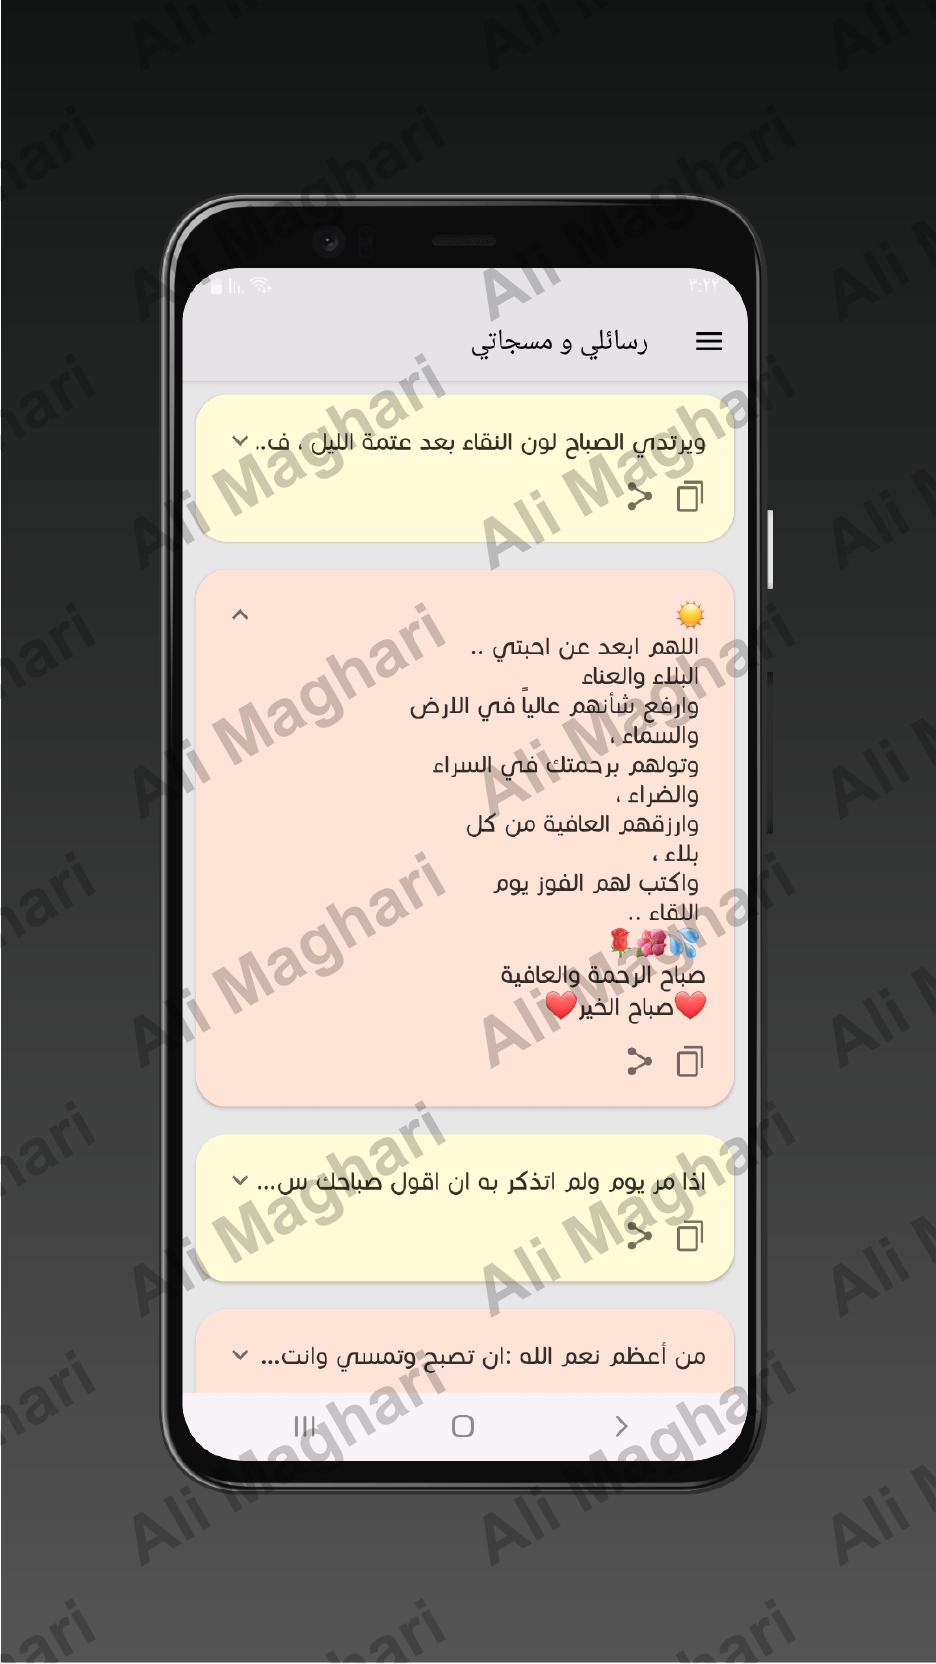 ٣:٢٢
رسائلي و مسجاتي
ويرتدي الصباح لون النقاء بعد عتمة الليل ، ف..
☀️
اللهم ابعد عن احبتي ..
البلاء والعناء
وارفع شأنهم عالياً في الارض
والسماء ،
وتولهم برحمتك في السراء
والضراء ،
وارزقهم العافية من كل
بلاء ،
واكتب لهم الفوز يوم
اللقاء ..
💦🌺🌹
صباح الرحمة والعافية
❤️صباح الخير❤️
اذا مر يوم ولم اتذكر به ان اقول صباحك س...
من أعظم نعم الله :ان تصبح وتمسي وانت...
Ali Maghari